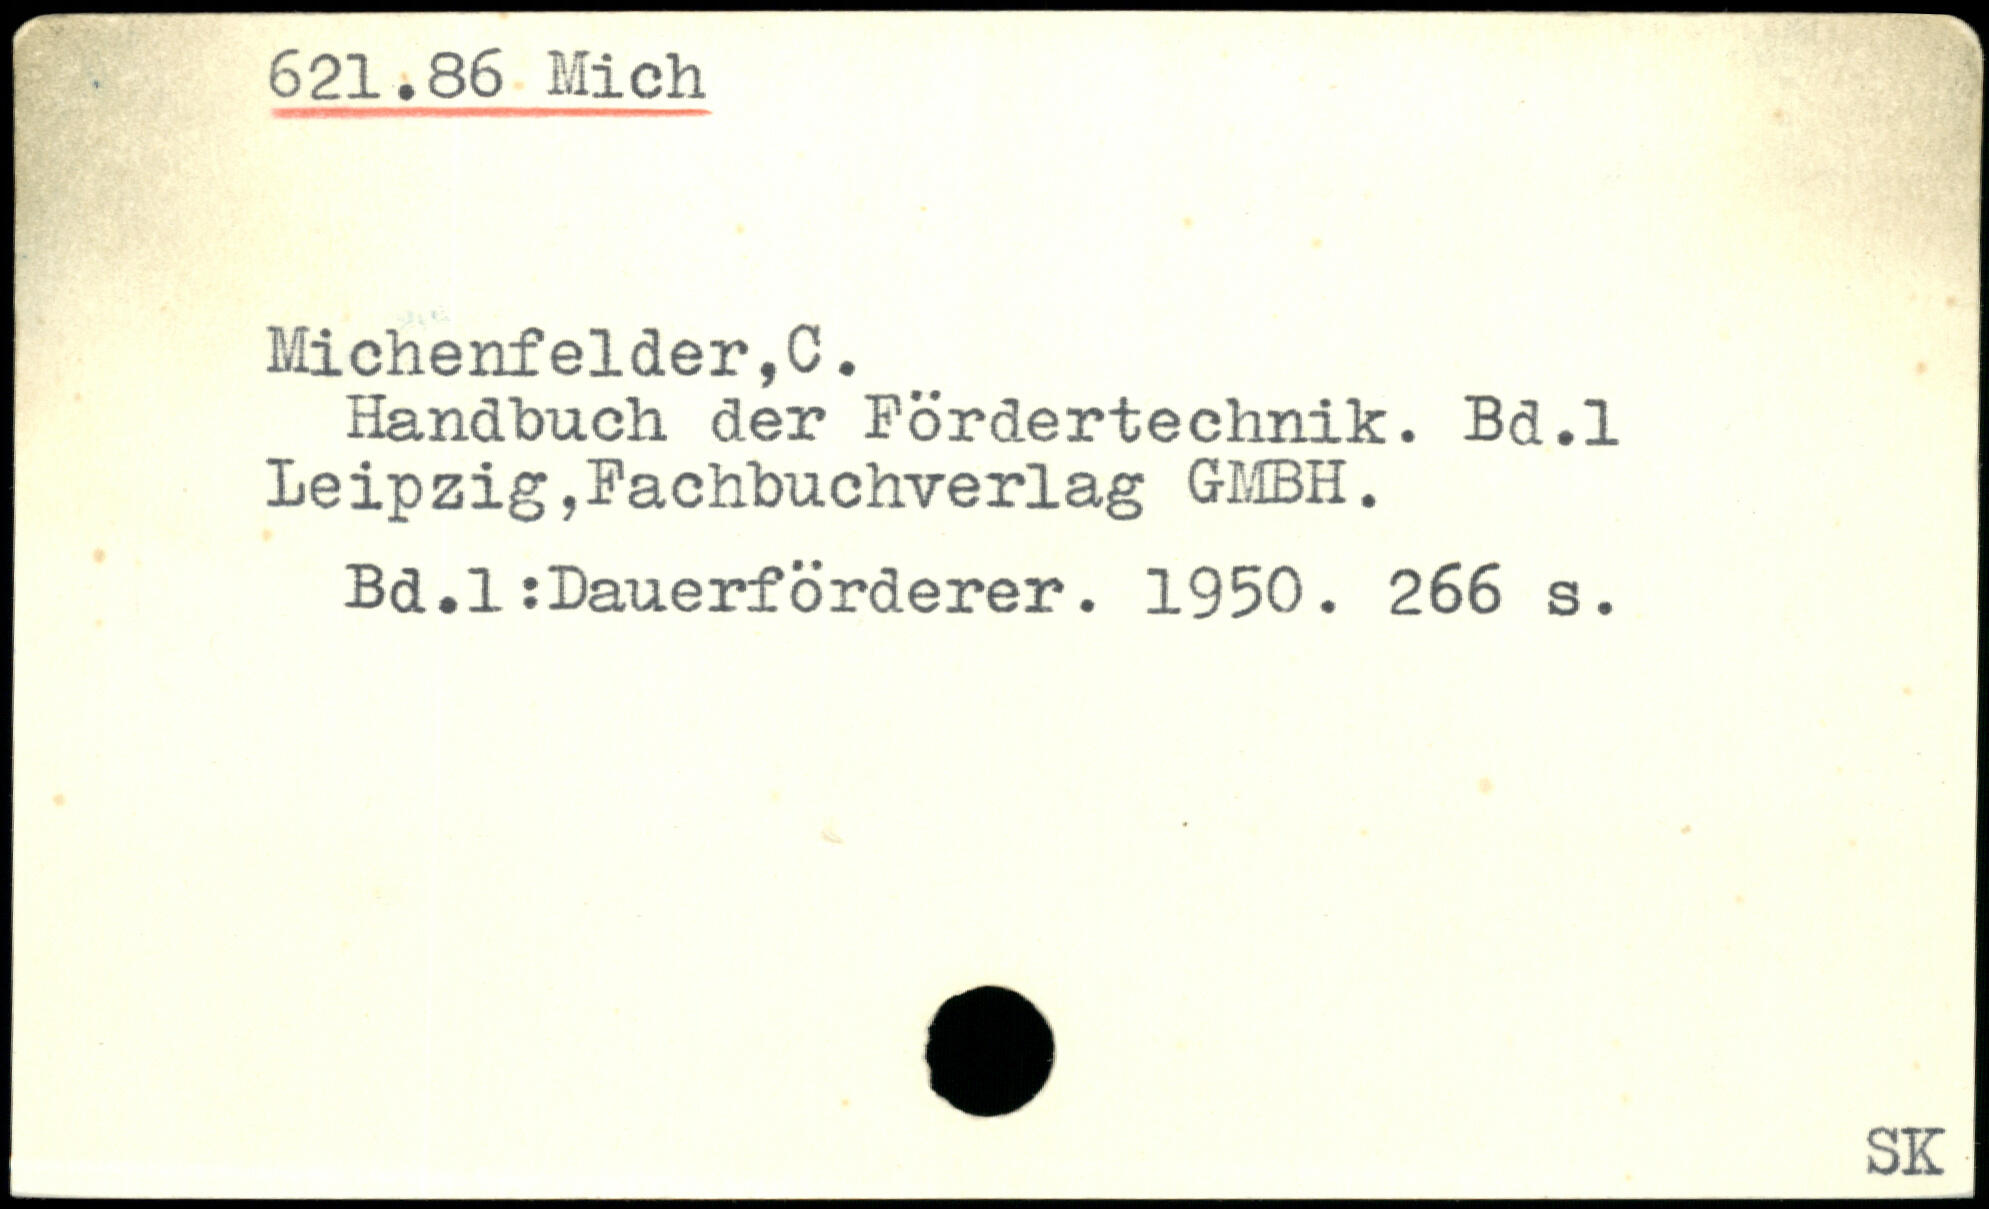 621.86 Mich
Michenfelder,C.
Handbuch der Fördertechnik. Bd.1
Leipzig,Fachbuchverlag GMBH.
Bd.1:Dauerförderer. 1950. 266 s.
SK